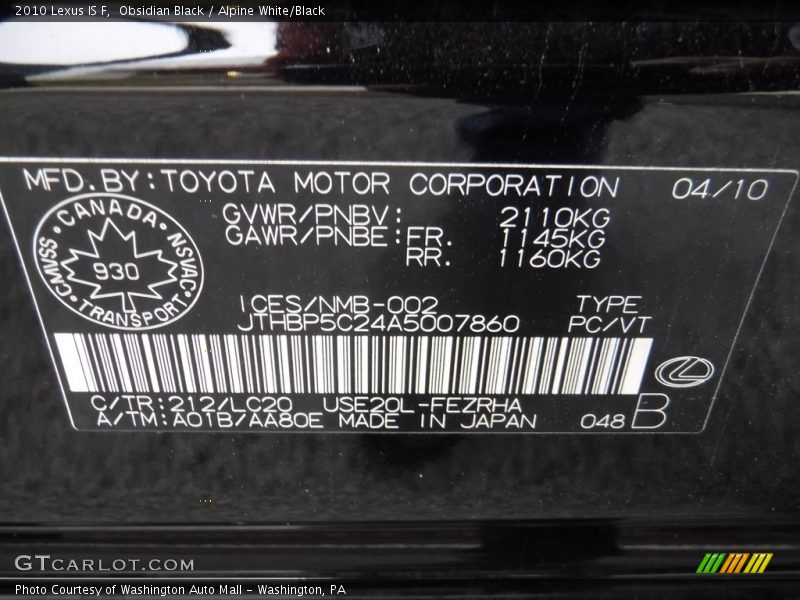 2010 Lexus IS F, Obsidian Black / Alpine White/Black
MFD.BY:TOYOTA MOTOR CORPORATION 04/10
GVWR/PNBV: 2110KG
GAWR/PNBE:FR. 1145KG
RR. 1160KG
CANADA
CMVSS NSVAC
930
TRANSPORT
ICES/NMB-002 TYPE
JTHBP5C24A5007860 PC/VT
C/TR:212/LC20 USE20L-FEZRHA
A/TM:A01B/AA80E MADE IN JAPAN 048 B
GTCARLOT.COM
Photo Courtesy of Washington Auto Mall - Washington, PA